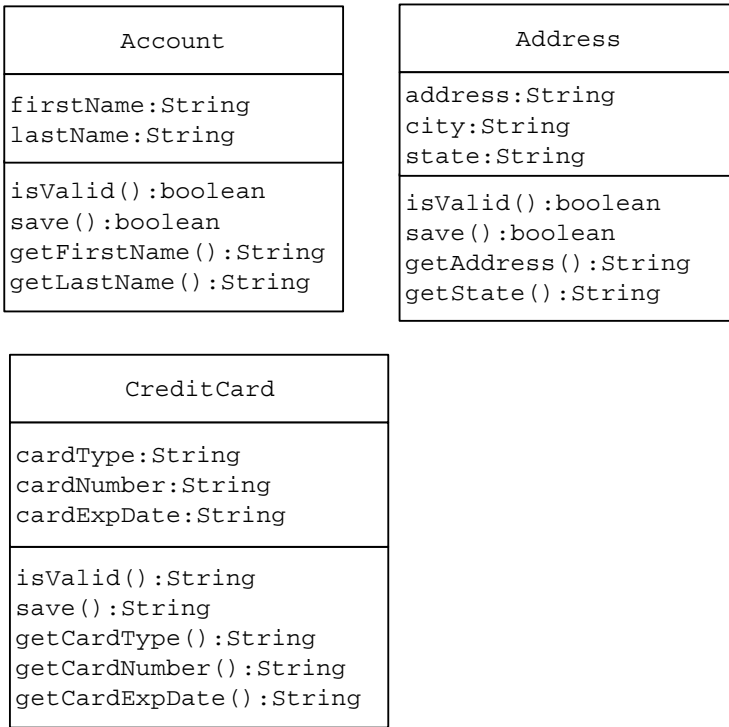 Account
firstName:String
lastName:String
isValid():boolean
save():boolean
getFirstName():String
getLastName():String
Address
address:String
city:String
state:String
isValid():boolean
save():boolean
getAddress():String
getState():String
CreditCard
cardType:String
cardNumber:String
cardExpDate:String
isValid():String
save():String
getCardType():String
getCardNumber():String
getCardExpDate():String